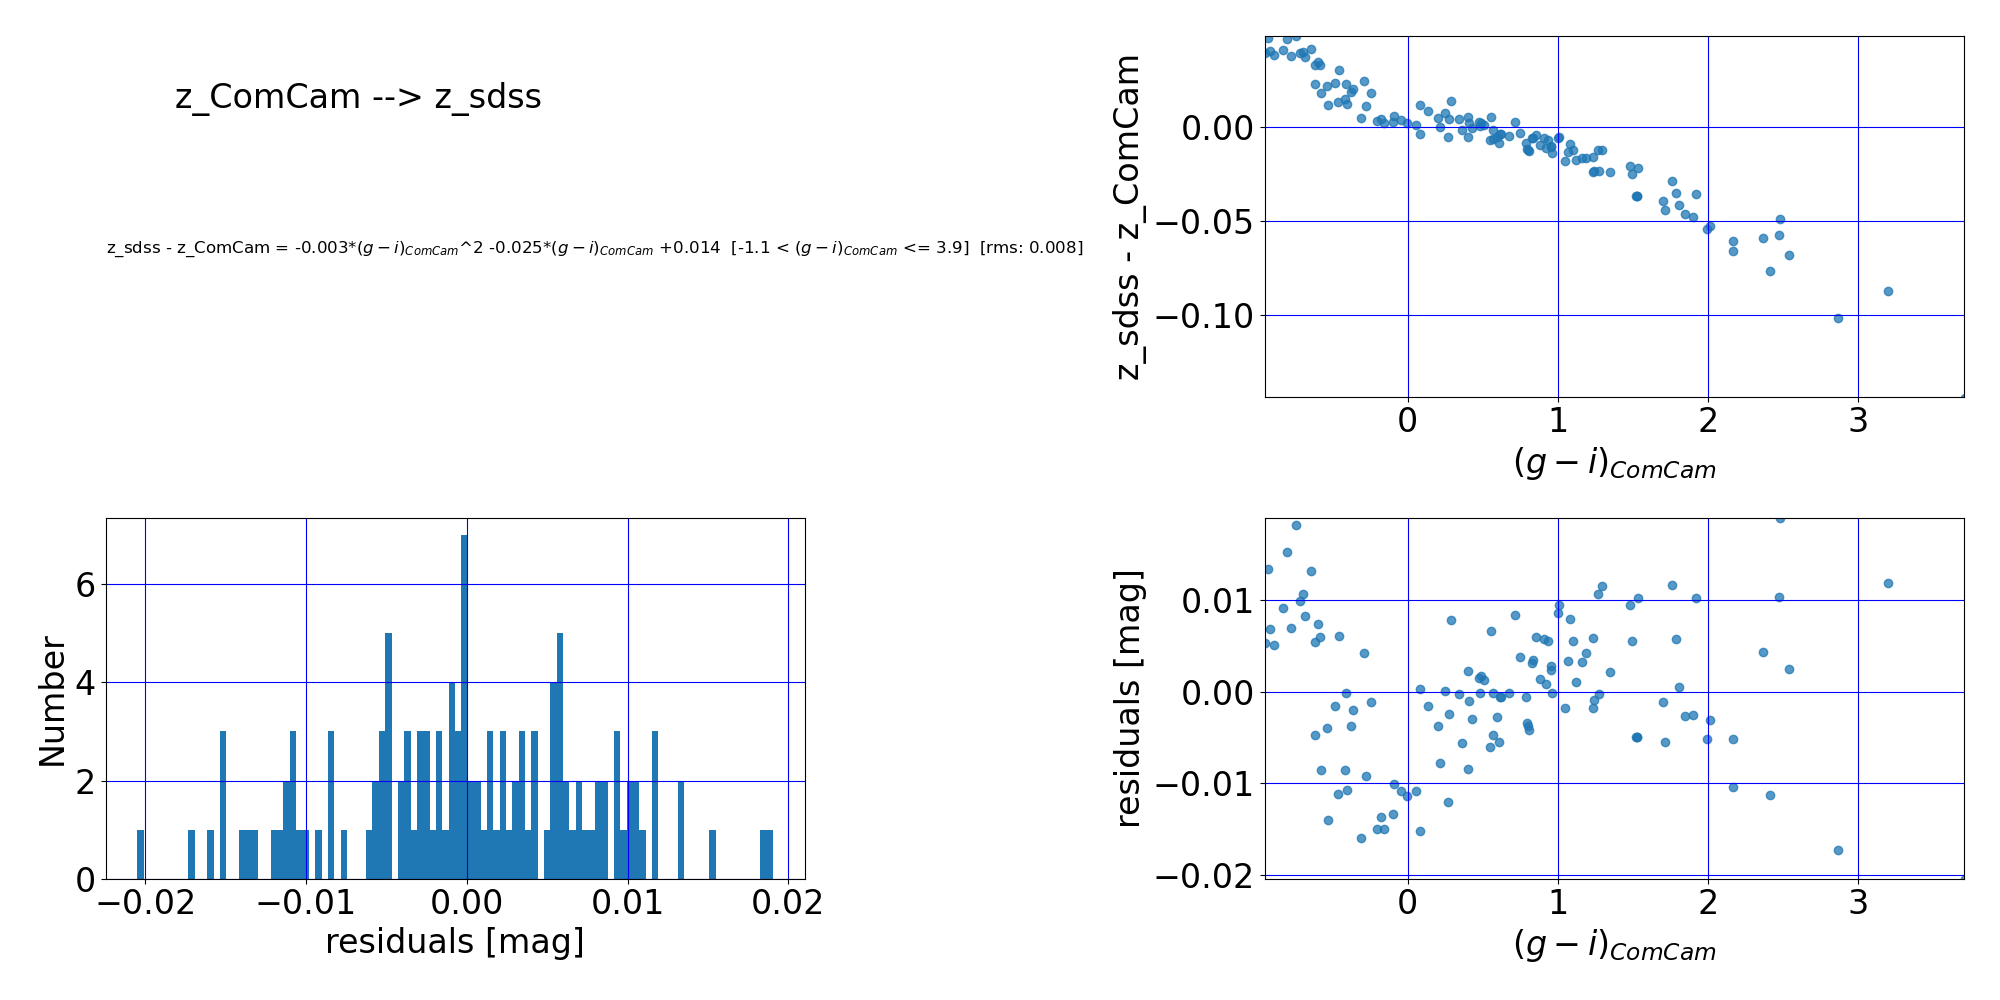 z_ComCam --> z_sdss
z_sdss - z_ComCam = -0.003*(g − i)ComCam^2 -0.025*(g − i)ComCam +0.014 [-1.1 < (g − i)ComCam <= 3.9] [rms: 0.008]
z_sdss - z_ComCam
0.00
−0.05
−0.10
0 1 2 3
(g − i)ComCam
Number
6
4
2
0
−0.02 −0.01 0.00 0.01 0.02
residuals [mag]
residuals [mag]
0.01
0.00
−0.01
−0.02
0 1 2 3
(g − i)ComCam